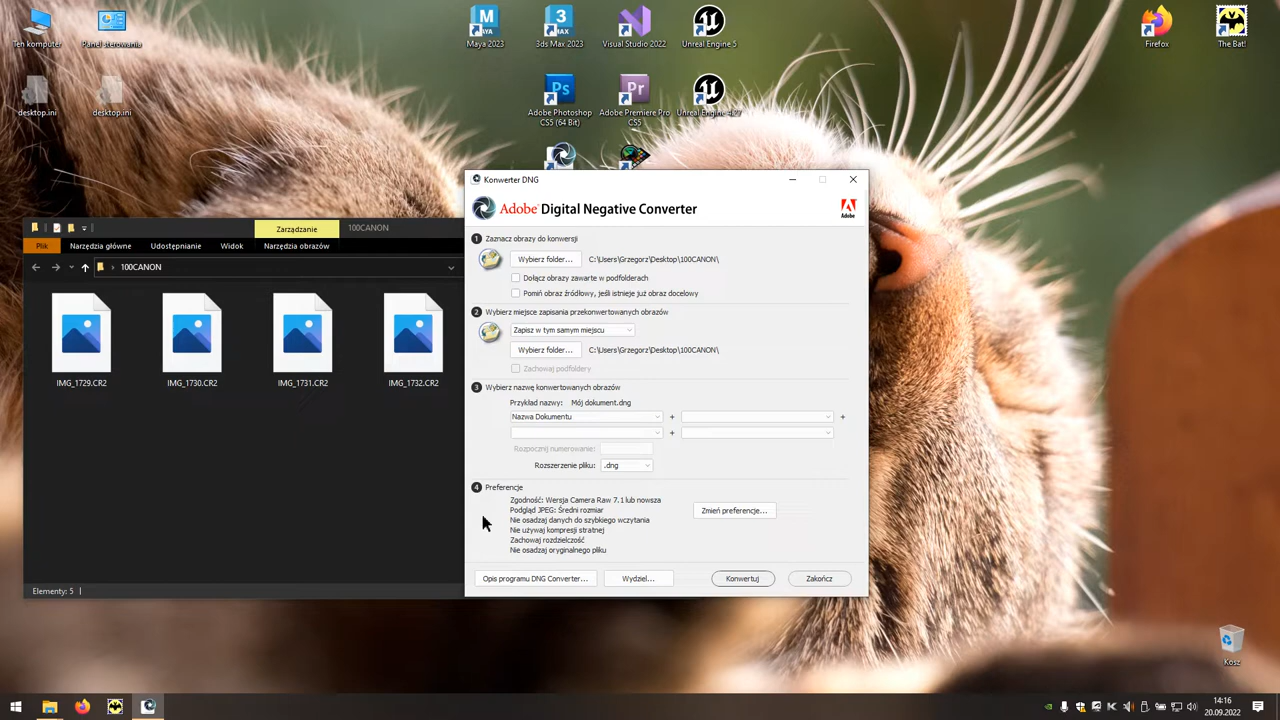 Ten komputer
Panel sterowania
Maya 2023
3ds Max 2023
Visual Studio 2022
Unreal Engine 5
Firefox
The Bat!
desktop.ini
desktop.ini
Adobe Photoshop CS5 (64 Bit)
Adobe Premiere Pro CS5
Unreal Engine 4.27
Zarządzanie
100CANON
Plik
Narzędzia główne
Udostępnianie
Widok
Narzędzia obrazów
100CANON
IMG_1729.CR2
IMG_1730.CR2
IMG_1731.CR2
IMG_1732.CR2
Elementy: 5
Konwerter DNG
Adobe Digital Negative Converter
Adobe
1 Zaznacz obrazy do konwersji
Wybierz folder... C:\Users\Grzegorz\Desktop\100CANON\
Dołącz obrazy zawarte w podfolderach
Pomiń obraz źródłowy, jeśli istnieje już obraz docelowy
2 Wybierz miejsce zapisania przekonwertowanych obrazów
Zapisz w tym samym miejscu
Wybierz folder... C:\Users\Grzegorz\Desktop\100CANON\
Zachowaj podfoldery
3 Wybierz nazwę konwertowanych obrazów
Przykład nazwy: Mój dokument.dng
Nazwa Dokumentu + +
+
Rozpocznij numerowanie:
Rozszerzenie pliku: .dng
4 Preferencje
Zgodność: Wersja Camera Raw 7.1 lub nowsza
Podgląd JPEG: Średni rozmiar
Zmień preferencje...
Nie osadzaj danych do szybkiego wczytania
Nie używaj kompresji stratnej
Zachowaj rozdzielczość
Nie osadzaj oryginalnego pliku
Opis programu DNG Converter... Wydziel... Konwertuj Zakończ
Kosz
14:16
20.09.2022